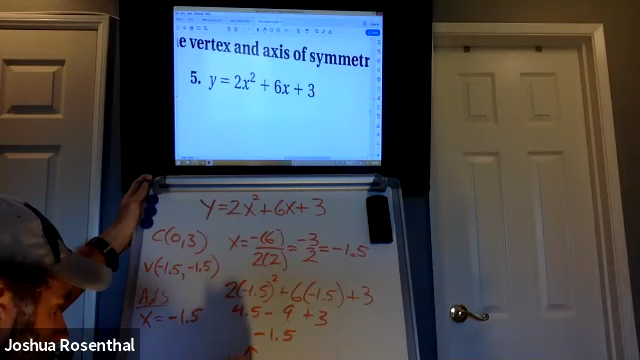 e vertex and axis of symmetr
5. y = 2x² + 6x + 3
y=2x²+6x+3
C(0,3)
x=-(6)/2(2)=-3/2=-1.5
V(-1.5,-1.5)
2(-1.5)²+6(-1.5)+3
AoS
x=-1.5
4.5-9+3
-1.5
Joshua Rosenthal